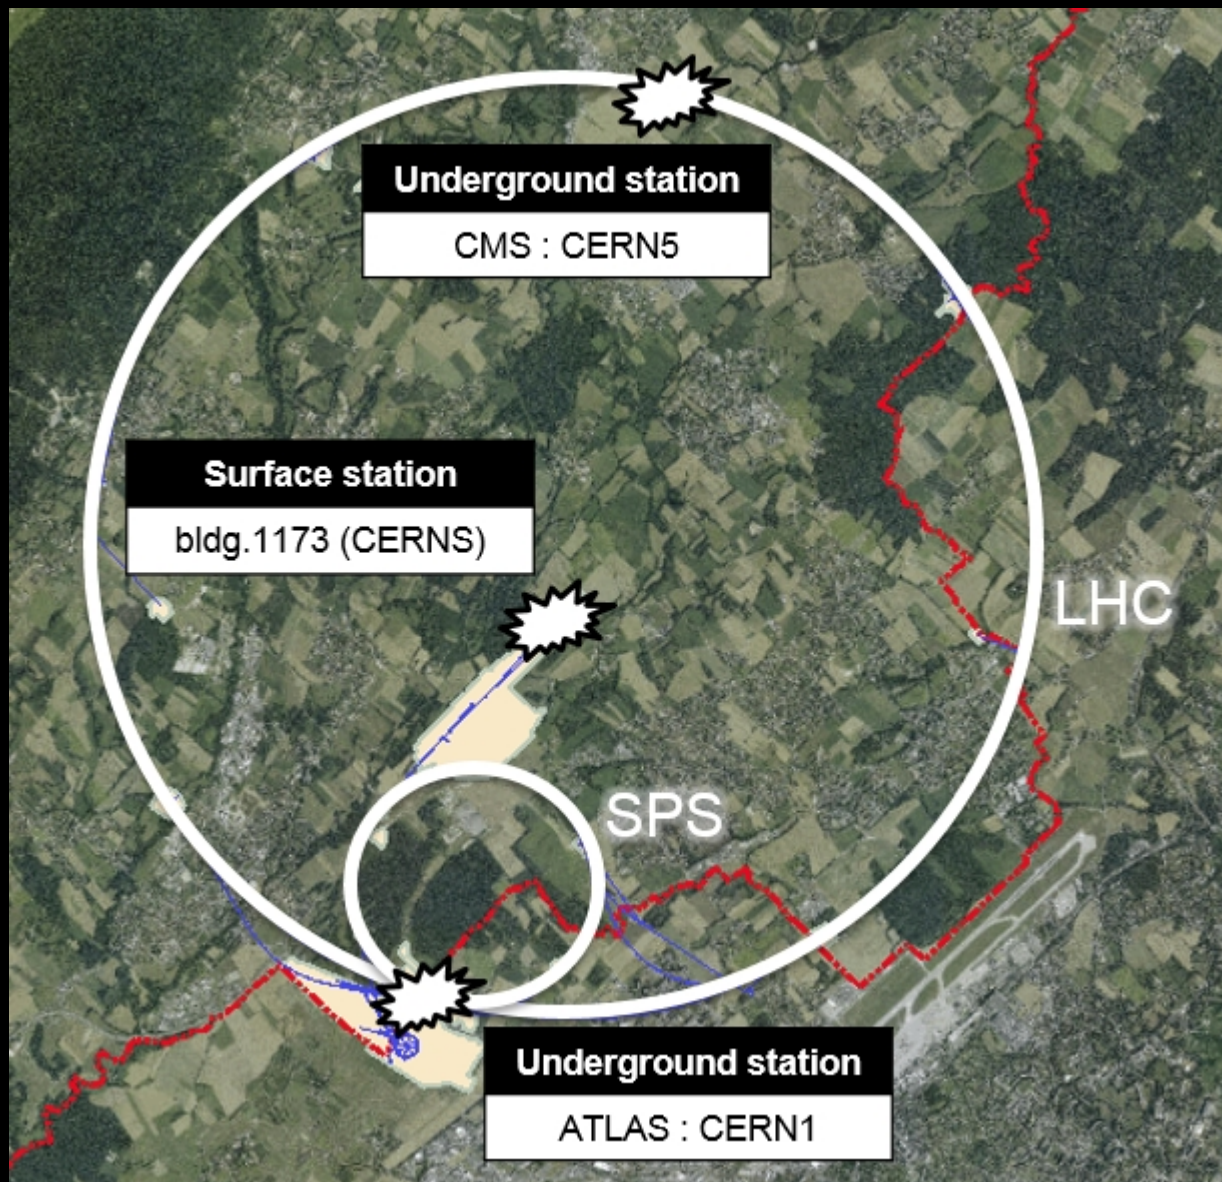 Underground station
CMS : CERN5
Surface station
bldg.1173 (CERNS)
LHC
SPS
Underground station
ATLAS : CERN1